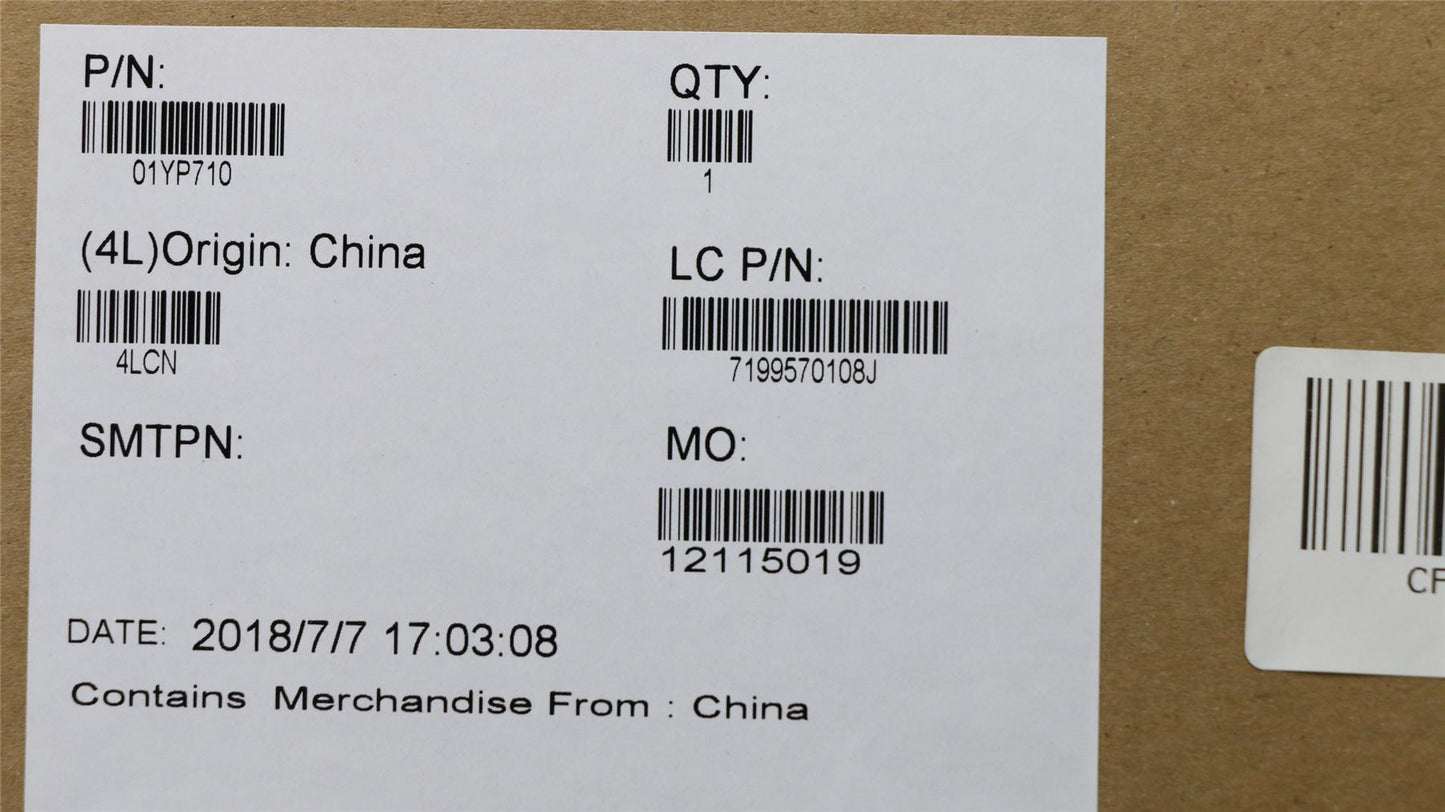 P/N:
01YP710
QTY:
1
(4L)Origin: China
4LCN
LC P/N:
7199570108J
SMTPN:
MO:
12115019
DATE: 2018/7/7 17:03:08
Contains Merchandise From : China